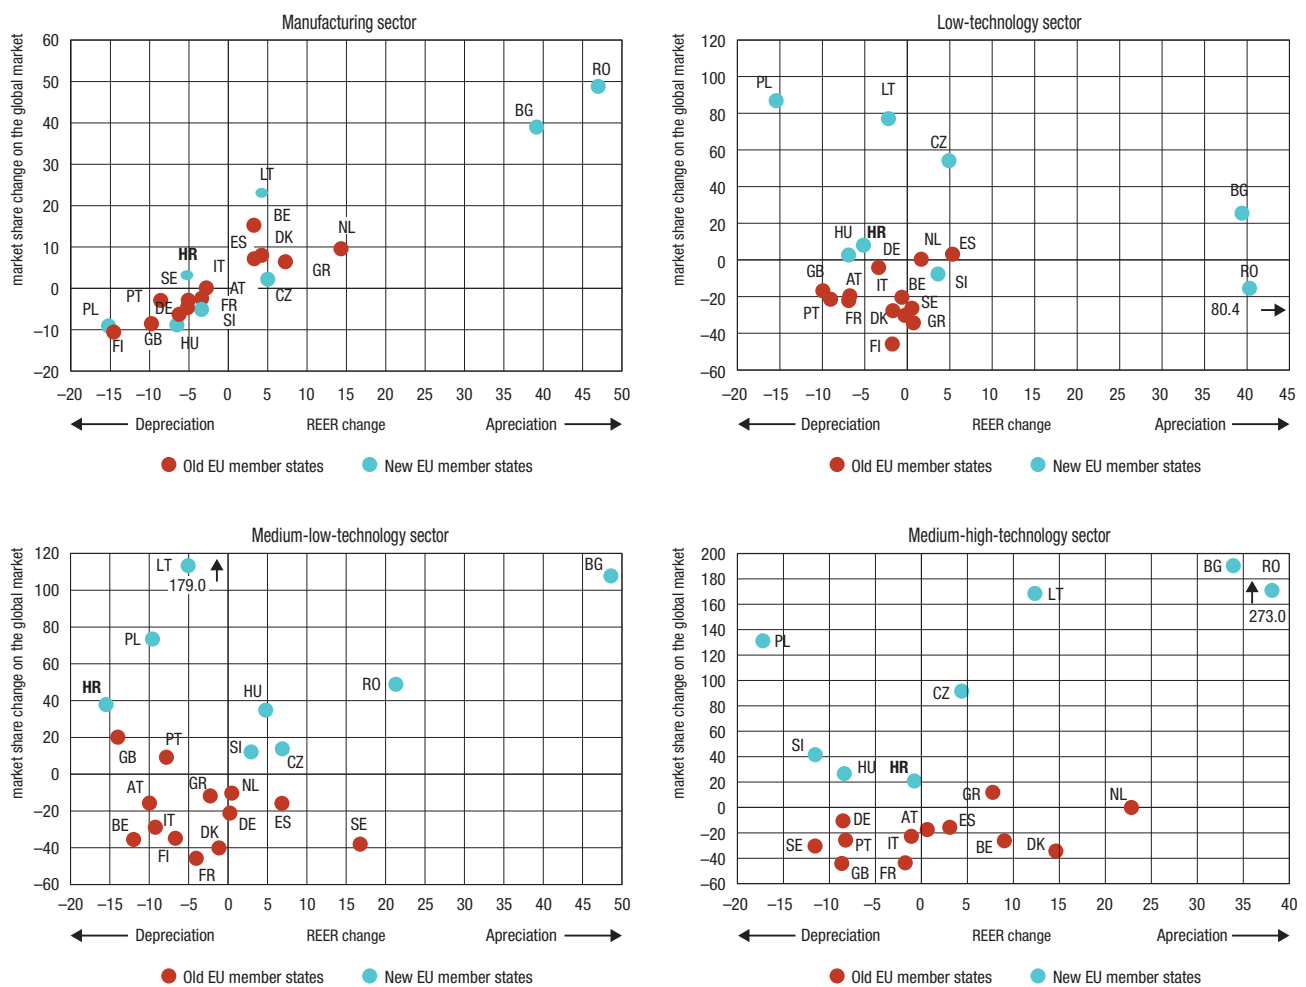 Manufacturing sector
market share change on the global market
60
50
40
30
20
10
0
–10
–20
RO
BG
LT
BE
NL
ES
DK
HR
IT
GR
SE
AT
CZ
PT
DE
FR
PL
SI
GB
HU
FI
–20 –15 –10 –5 0 5 10 15 20 25 30 35 40 45 50
Depreciation REER change Apreciation
Old EU member states New EU member states
Low-technology sector
market share change on the global market
120
100
80
60
40
20
0
–20
–40
–60
PL
LT
CZ
BG
HU
HR
DE
NL
ES
GB
AT
IT
BE
SI
RO
PT
FR
DK
SE
GR
80.4
FI
–20 –15 –10 –5 0 5 10 15 20 25 30 35 40 45
Depreciation REER change Apreciation
Old EU member states New EU member states
Medium-low-technology sector
market share change on the global market
120
100
80
60
40
20
0
–20
–40
–60
LT
179.0
BG
PL
HR
RO
HU
PT
GB
SI
CZ
GR
NL
AT
BE
IT
DK
DE
ES
SE
FI
FR
–20 –15 –10 –5 0 5 10 15 20 25 30 35 40 45 50
Depreciation REER change Apreciation
Old EU member states New EU member states
Medium-high-technology sector
market share change on the global market
200
180
160
140
120
100
80
60
40
20
0
–20
–40
–60
BG
RO
273.0
LT
PL
CZ
SI
HU
HR
GR
NL
DE
AT
ES
SE
PT
IT
BE
DK
GB
FR
–20 –15 –10 –5 0 5 10 15 20 25 30 35 40
Depreciation REER change Apreciation
Old EU member states New EU member states